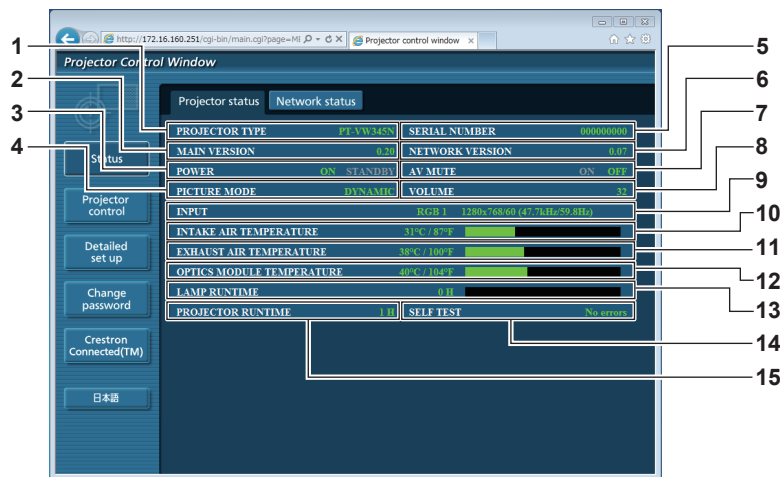 http://172.16.160.251/cgi-bin/main.cgi?page=MI
Projector control window
Projector Control Window
Projector status
Network status
Status
Projector control
Detailed set up
Change password
Crestron Connected(TM)
日本語
PROJECTOR TYPE PT-VW345N
SERIAL NUMBER 000000000
MAIN VERSION 0.20
NETWORK VERSION 0.07
POWER ON STANDBY
AV MUTE ON OFF
PICTURE MODE DYNAMIC
VOLUME 32
INPUT RGB 1 1280x768/60 (47.7kHz/59.8Hz)
INTAKE AIR TEMPERATURE 31°C / 87°F
EXHAUST AIR TEMPERATURE 38°C / 100°F
OPTICS MODULE TEMPERATURE 40°C / 104°F
LAMP RUNTIME 0 H
PROJECTOR RUNTIME 1 H
SELF TEST No errors
1
2
3
4
5
6
7
8
9
10
11
12
13
14
15